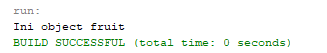 run:
Ini object fruit
BUILD SUCCESSFUL (total time: 0 seconds)